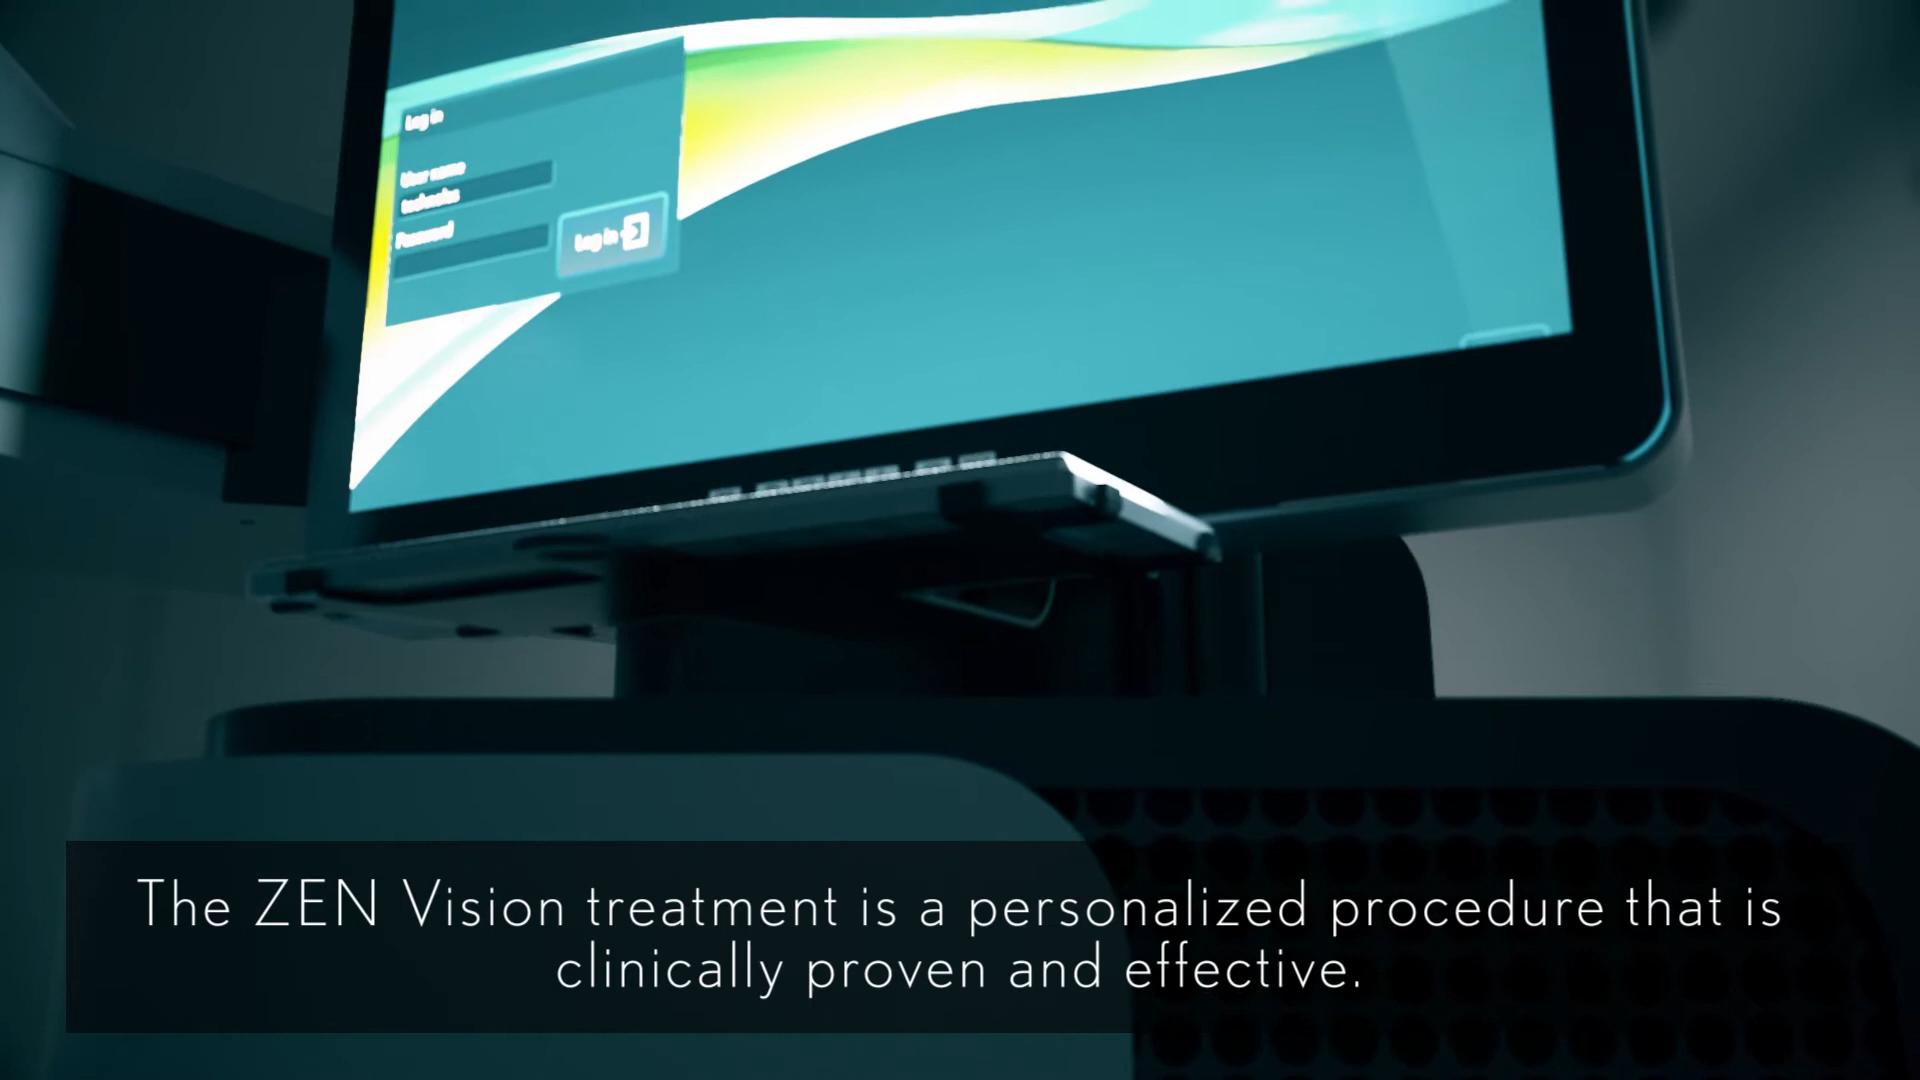 Log in
User name
Password
Log in
The ZEN Vision treatment is a personalized procedure that is
clinically proven and effective.